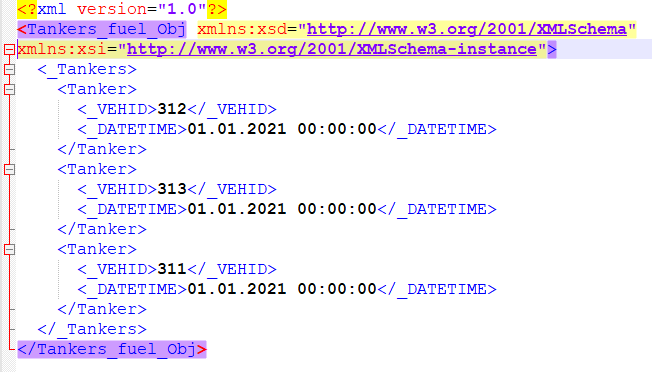 <?xml version="1.0"?>
<Tankers_fuel_Obj xmlns:xsd="http://www.w3.org/2001/XMLSchema"
xmlns:xsi="http://www.w3.org/2001/XMLSchema-instance">
<_Tankers>
<Tanker>
<_VEHID>312</_VEHID>
<_DATETIME>01.01.2021 00:00:00</_DATETIME>
</Tanker>
<Tanker>
<_VEHID>313</_VEHID>
<_DATETIME>01.01.2021 00:00:00</_DATETIME>
</Tanker>
<Tanker>
<_VEHID>311</_VEHID>
<_DATETIME>01.01.2021 00:00:00</_DATETIME>
</Tanker>
</_Tankers>
</Tankers_fuel_Obj>